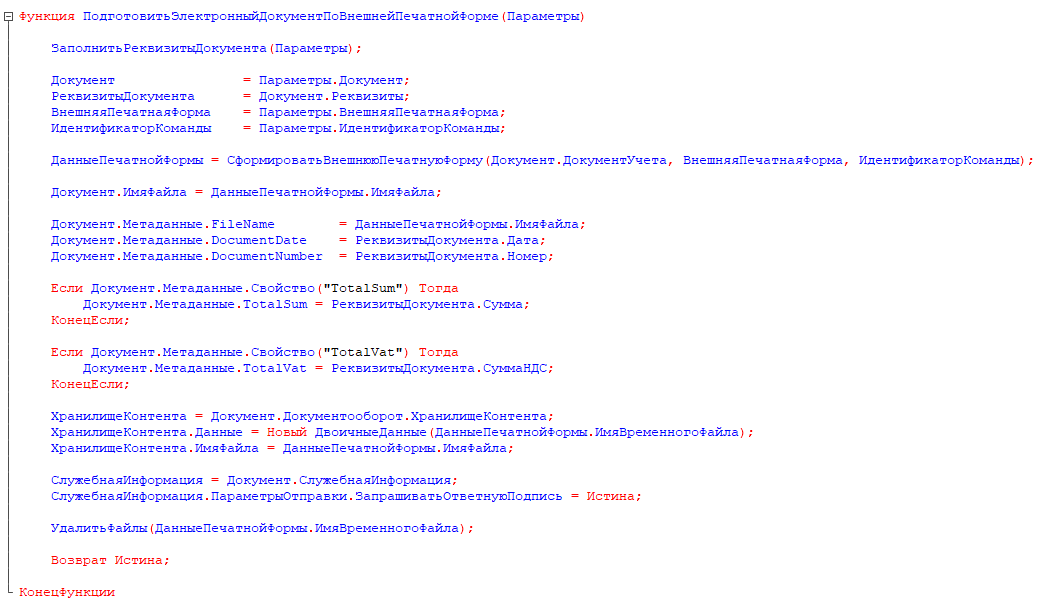 Функция ПодготовитьЭлектронныйДокументПоВнешнейПечатнойФорме(Параметры)
ЗаполнитьРеквизитыДокумента(Параметры);
Документ = Параметры.Документ;
РеквизитыДокумента = Документ.Реквизиты;
ВнешняяПечатнаяФорма = Параметры.ВнешняяПечатнаяФорма;
ИдентификаторКоманды = Параметры.ИдентификаторКоманды;
ДанныеПечатнойФормы = СформироватьВнешнююПечатнуюФорму(Документ.ДокументУчета, ВнешняяПечатнаяФорма, ИдентификаторКоманды);
Документ.ИмяФайла = ДанныеПечатнойФормы.ИмяФайла;
Документ.Метаданные.FileName = ДанныеПечатнойФормы.ИмяФайла;
Документ.Метаданные.DocumentDate = РеквизитыДокумента.Дата;
Документ.Метаданные.DocumentNumber = РеквизитыДокумента.Номер;
Если Документ.Метаданные.Свойство("TotalSum") Тогда
Документ.Метаданные.TotalSum = РеквизитыДокумента.Сумма;
КонецЕсли;
Если Документ.Метаданные.Свойство("TotalVat") Тогда
Документ.Метаданные.TotalVat = РеквизитыДокумента.СуммаНДС;
КонецЕсли;
ХранилищеКонтента = Документ.Документооборот.ХранилищеКонтента;
ХранилищеКонтента.Данные = Новый ДвоичныеДанные(ДанныеПечатнойФормы.ИмяВременногоФайла);
ХранилищеКонтента.ИмяФайла = ДанныеПечатнойФормы.ИмяФайла;
СлужебнаяИнформация = Документ.СлужебнаяИнформация;
СлужебнаяИнформация.ПараметрыОтправки.ЗапрашиватьОтветнуюПодпись = Истина;
УдалитьФайлы(ДанныеПечатнойФормы.ИмяВременногоФайла);
Возврат Истина;
КонецФункции